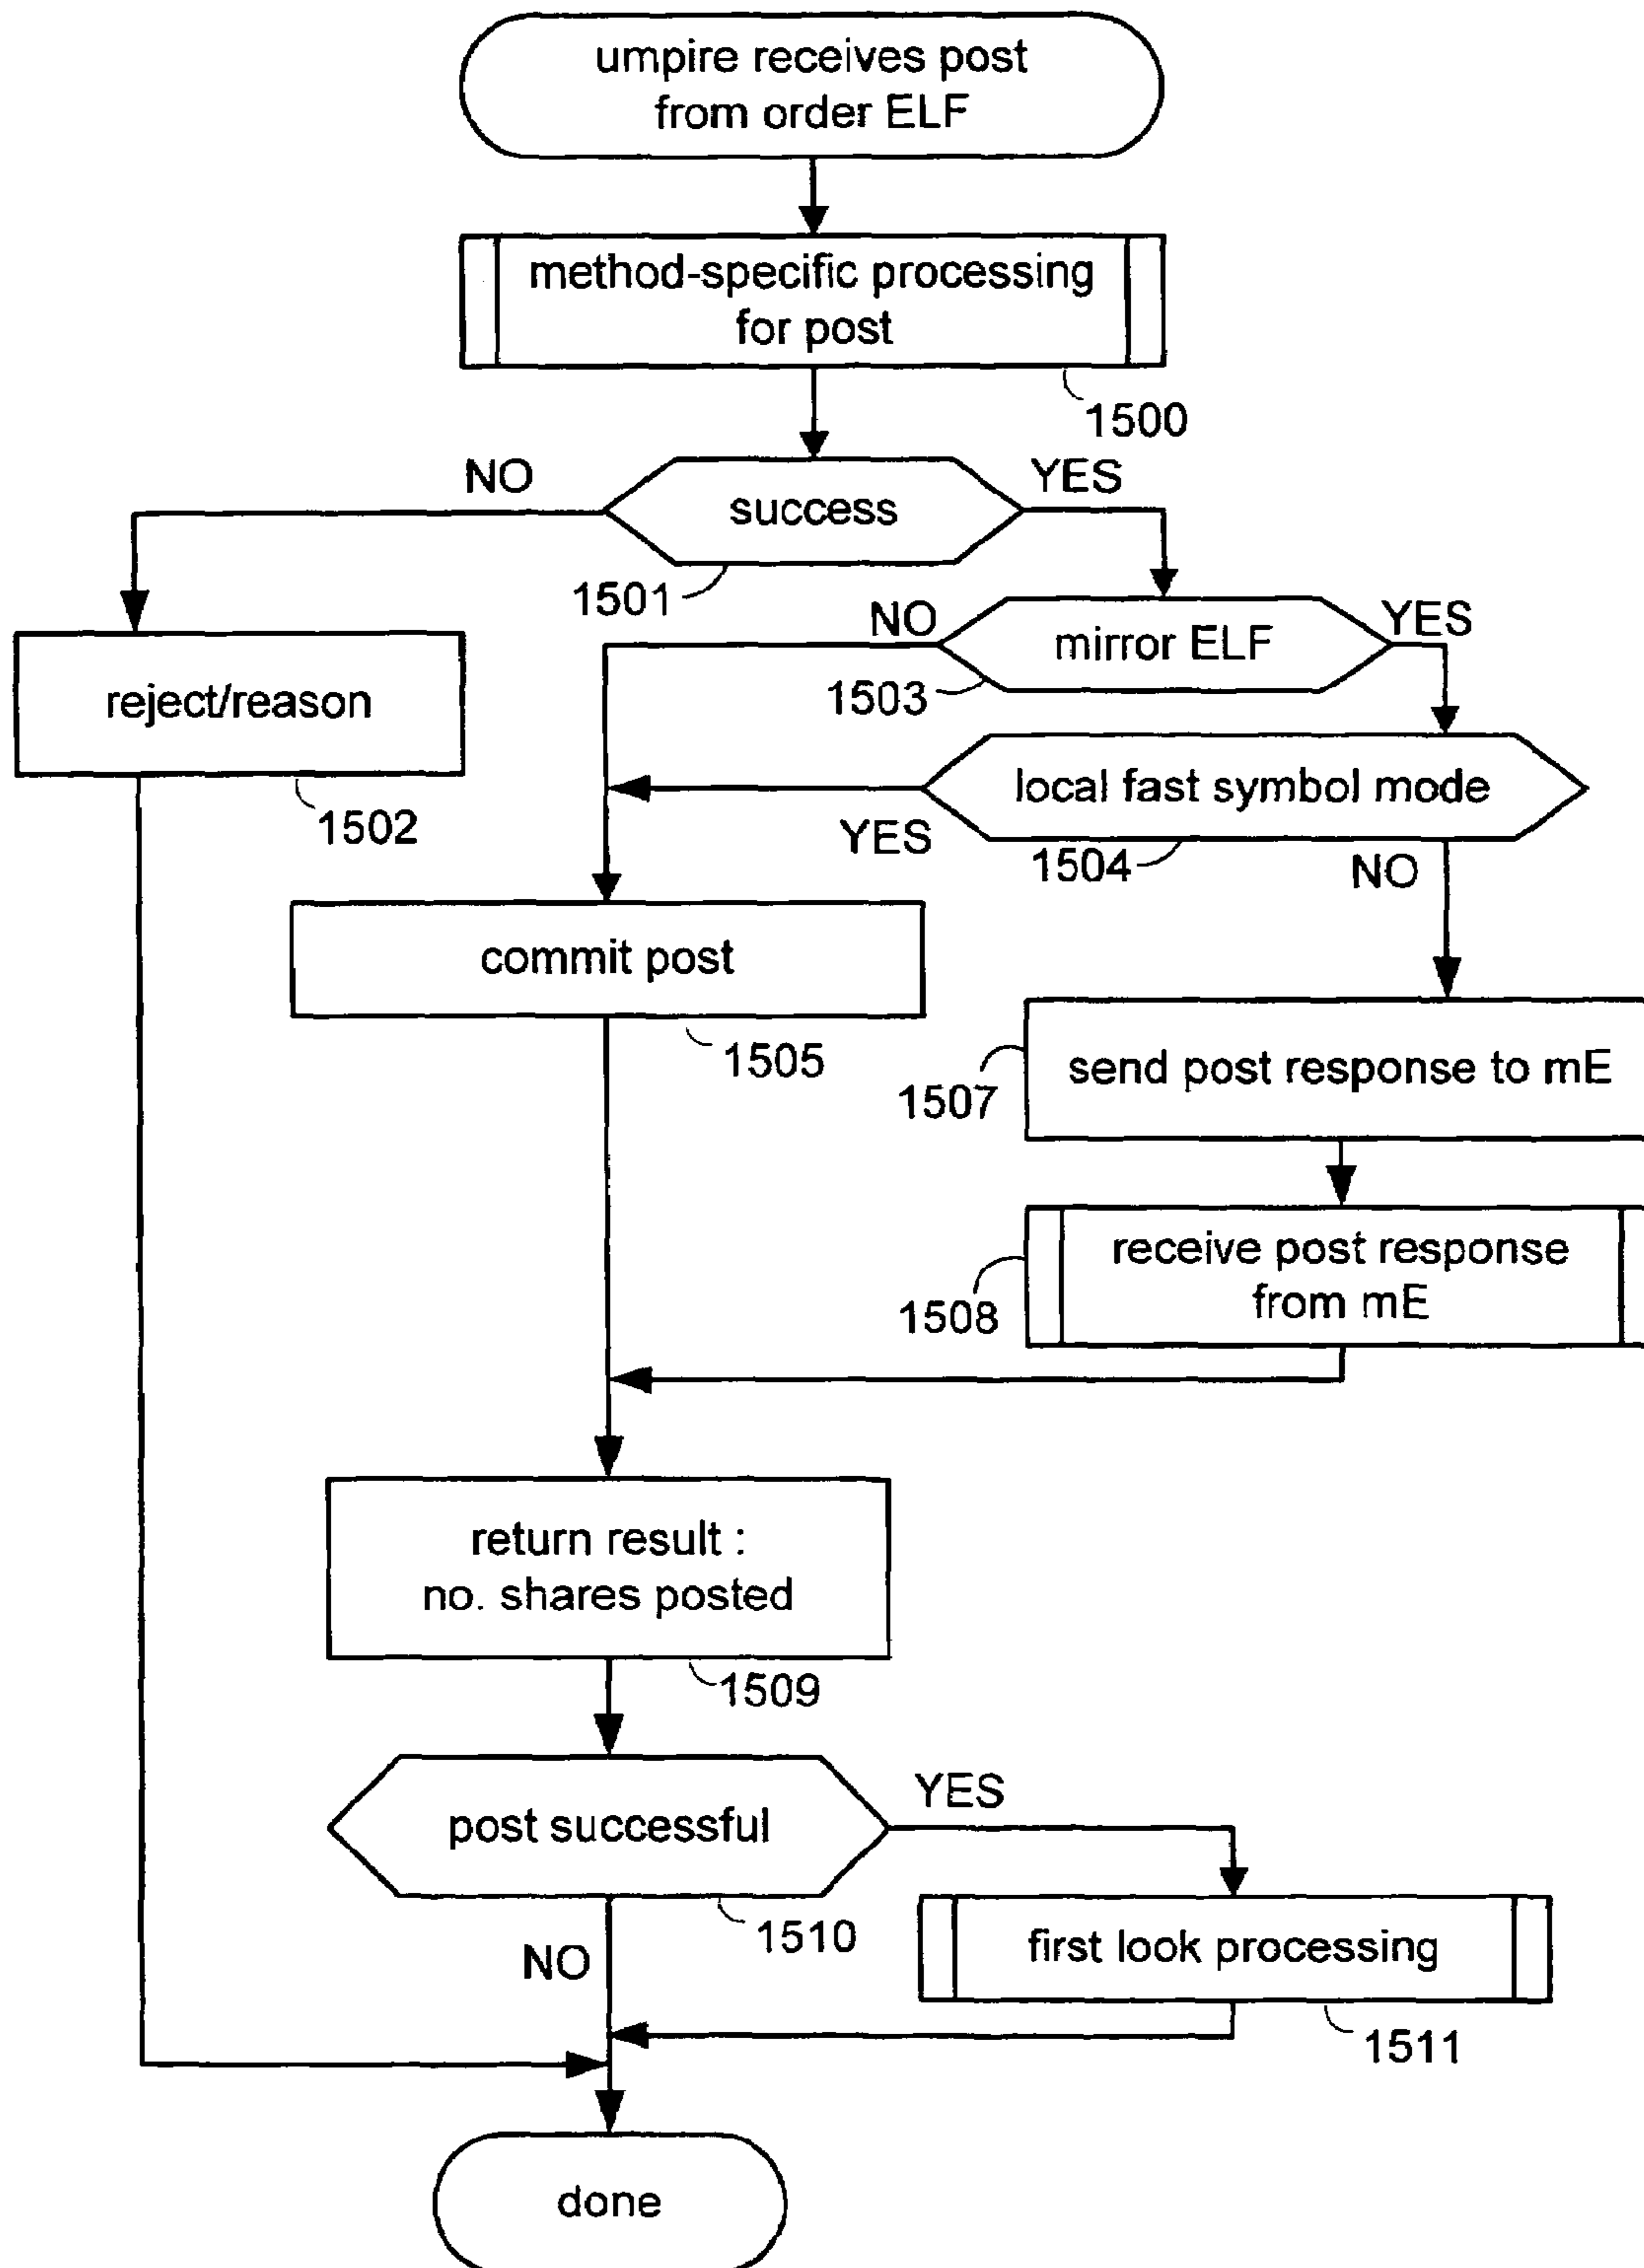 umpire receives post
from order ELF
method-specific processing
for post
1500
NO
YES
success
1501
NO
YES
mirror ELF
1503
reject/reason
1502
local fast symbol mode
YES
1504
NO
commit post
1505
send post response to mE
1507
receive post response
from mE
1508
return result :
no. shares posted
1509
YES
post successful
1510
NO
first look processing
1511
done